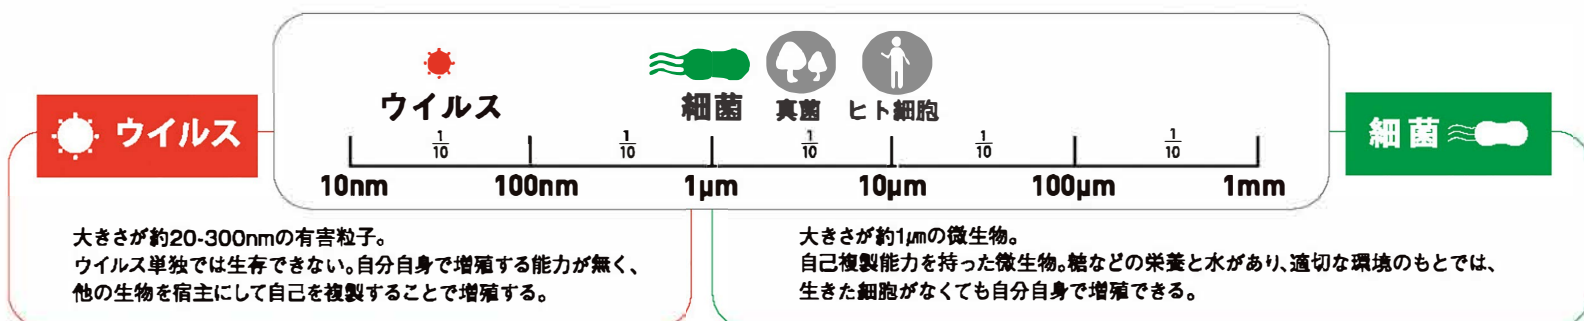 ウイルス
ウイルス
細菌
真菌
ヒト細胞
細菌
1/10
1/10
1/10
1/10
1/10
10nm
100nm
1μm
10μm
100μm
1mm
大きさが約20-300nmの有害粒子。
ウイルス単独では生存できない。自分自身で増殖する能力が無く、
他の生物を宿主にして自己を複製することで増殖する。
大きさが約1μmの微生物。
自己複製能力を持った微生物。糖などの栄養と水があり、適切な環境のもとでは、
生きた細胞がなくても自分自身で増殖できる。